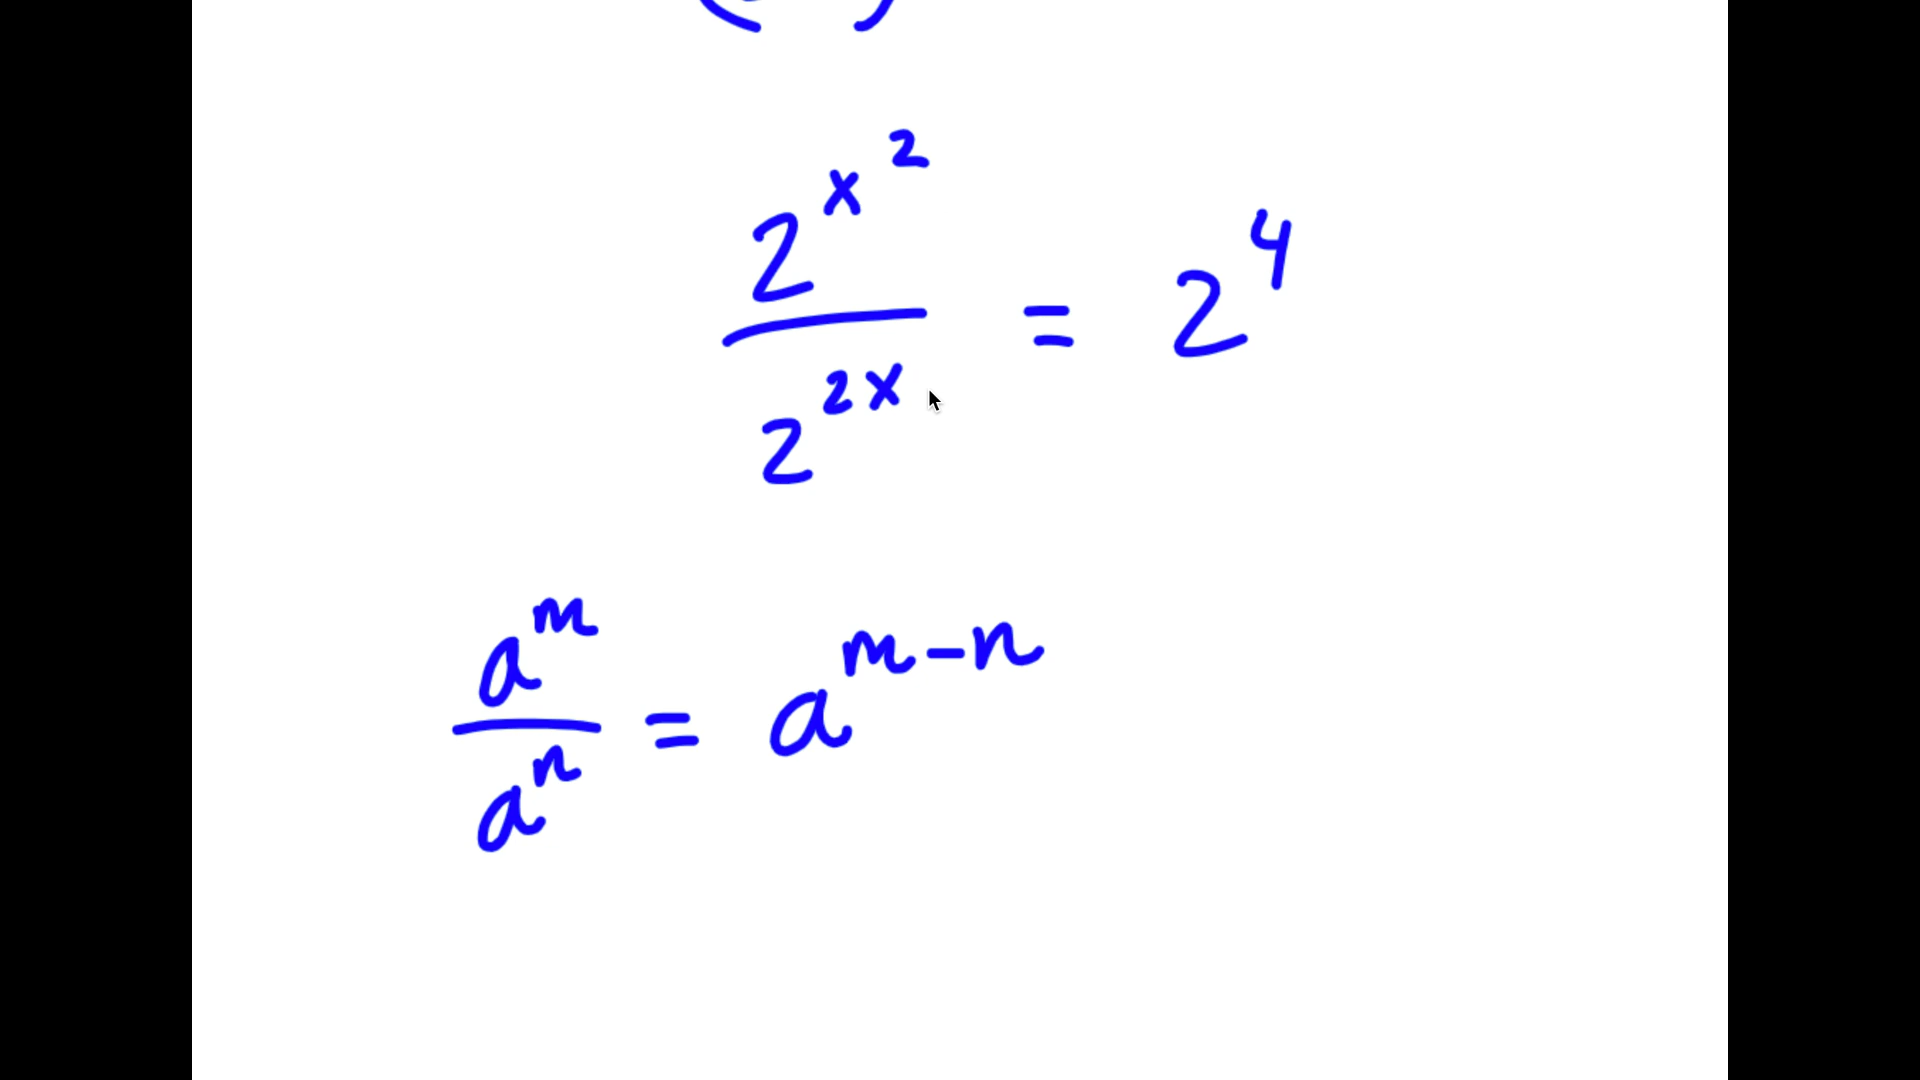 2^{x^2} / 2^{2x} = 2^4
a^m / a^n = a^{m-n}